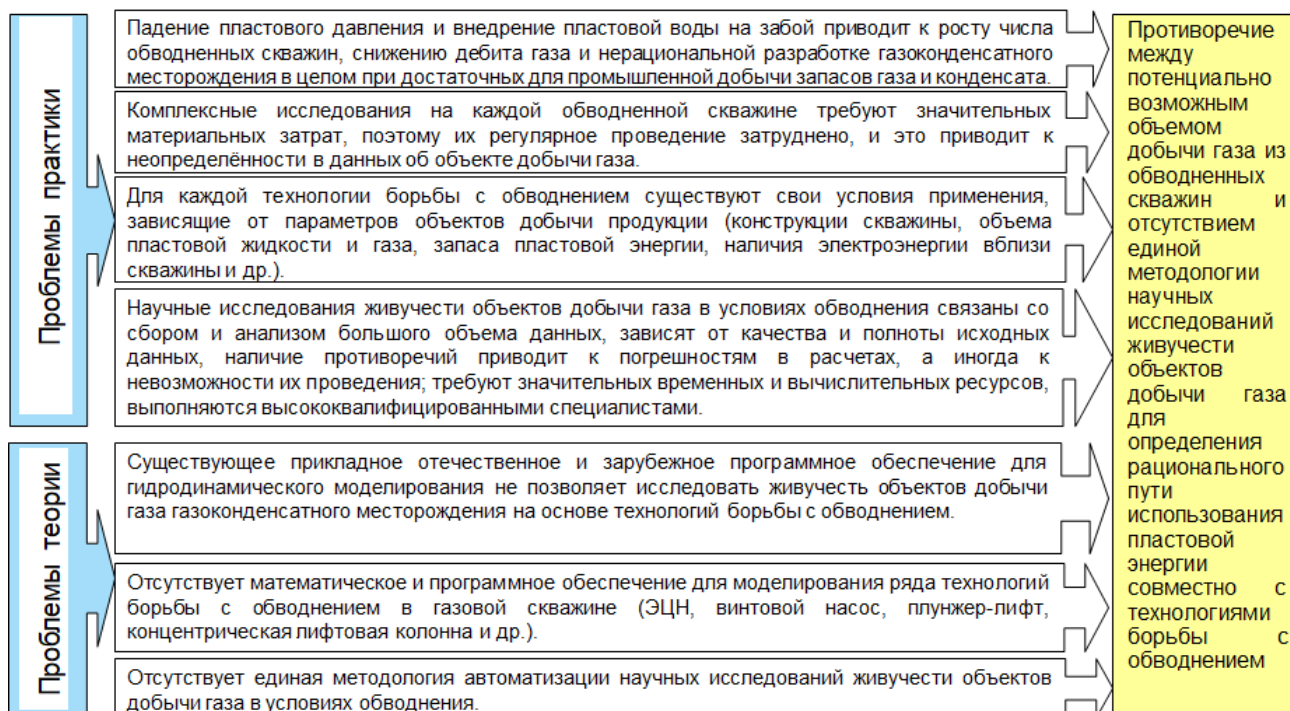 Проблемы практики
Падение пластового давления и внедрение пластовой воды на забой приводит к росту числа
обводненных скважин, снижению дебита газа и нерациональной разработке газоконденсатного
месторождения в целом при достаточных для промышленной добычи запасов газа и конденсата.
Комплексные исследования на каждой обводненной скважине требуют значительных
материальных затрат, поэтому их регулярное проведение затруднено, и это приводит к
неопределённости в данных об объекте добычи газа.
Для каждой технологии борьбы с обводнением существуют свои условия применения,
зависящие от параметров объектов добычи продукции (конструкции скважины, объема
пластовой жидкости и газа, запаса пластовой энергии, наличия электроэнергии вблизи
скважины и др.).
Научные исследования живучести объектов добычи газа в условиях обводнения связаны со
сбором и анализом большого объема данных, зависят от качества и полноты исходных
данных, наличие противоречий приводит к погрешностям в расчетах, а иногда к
невозможности их проведения; требуют значительных временных и вычислительных ресурсов,
выполняются высококвалифицированными специалистами.
Проблемы теории
Существующее прикладное отечественное и зарубежное программное обеспечение для
гидродинамического моделирования не позволяет исследовать живучесть объектов добычи
газа газоконденсатного месторождения на основе технологий борьбы с обводнением.
Отсутствует математическое и программное обеспечение для моделирования ряда технологий
борьбы с обводнением в газовой скважине (ЭЦН, винтовой насос, плунжер-лифт,
концентрическая лифтовая колонна и др.).
Отсутствует единая методология автоматизации научных исследований живучести объектов
добычи газа в условиях обводнения.
Противоречие
между
потенциально
возможным
объемом
добычи газа из
обводненных
скважин и
отсутствием
единой
методологии
научных
исследований
живучести
объектов
добычи газа
для
определения
рационального
пути
использования
пластовой
энергии
совместно с
технологиями
борьбы с
обводнением